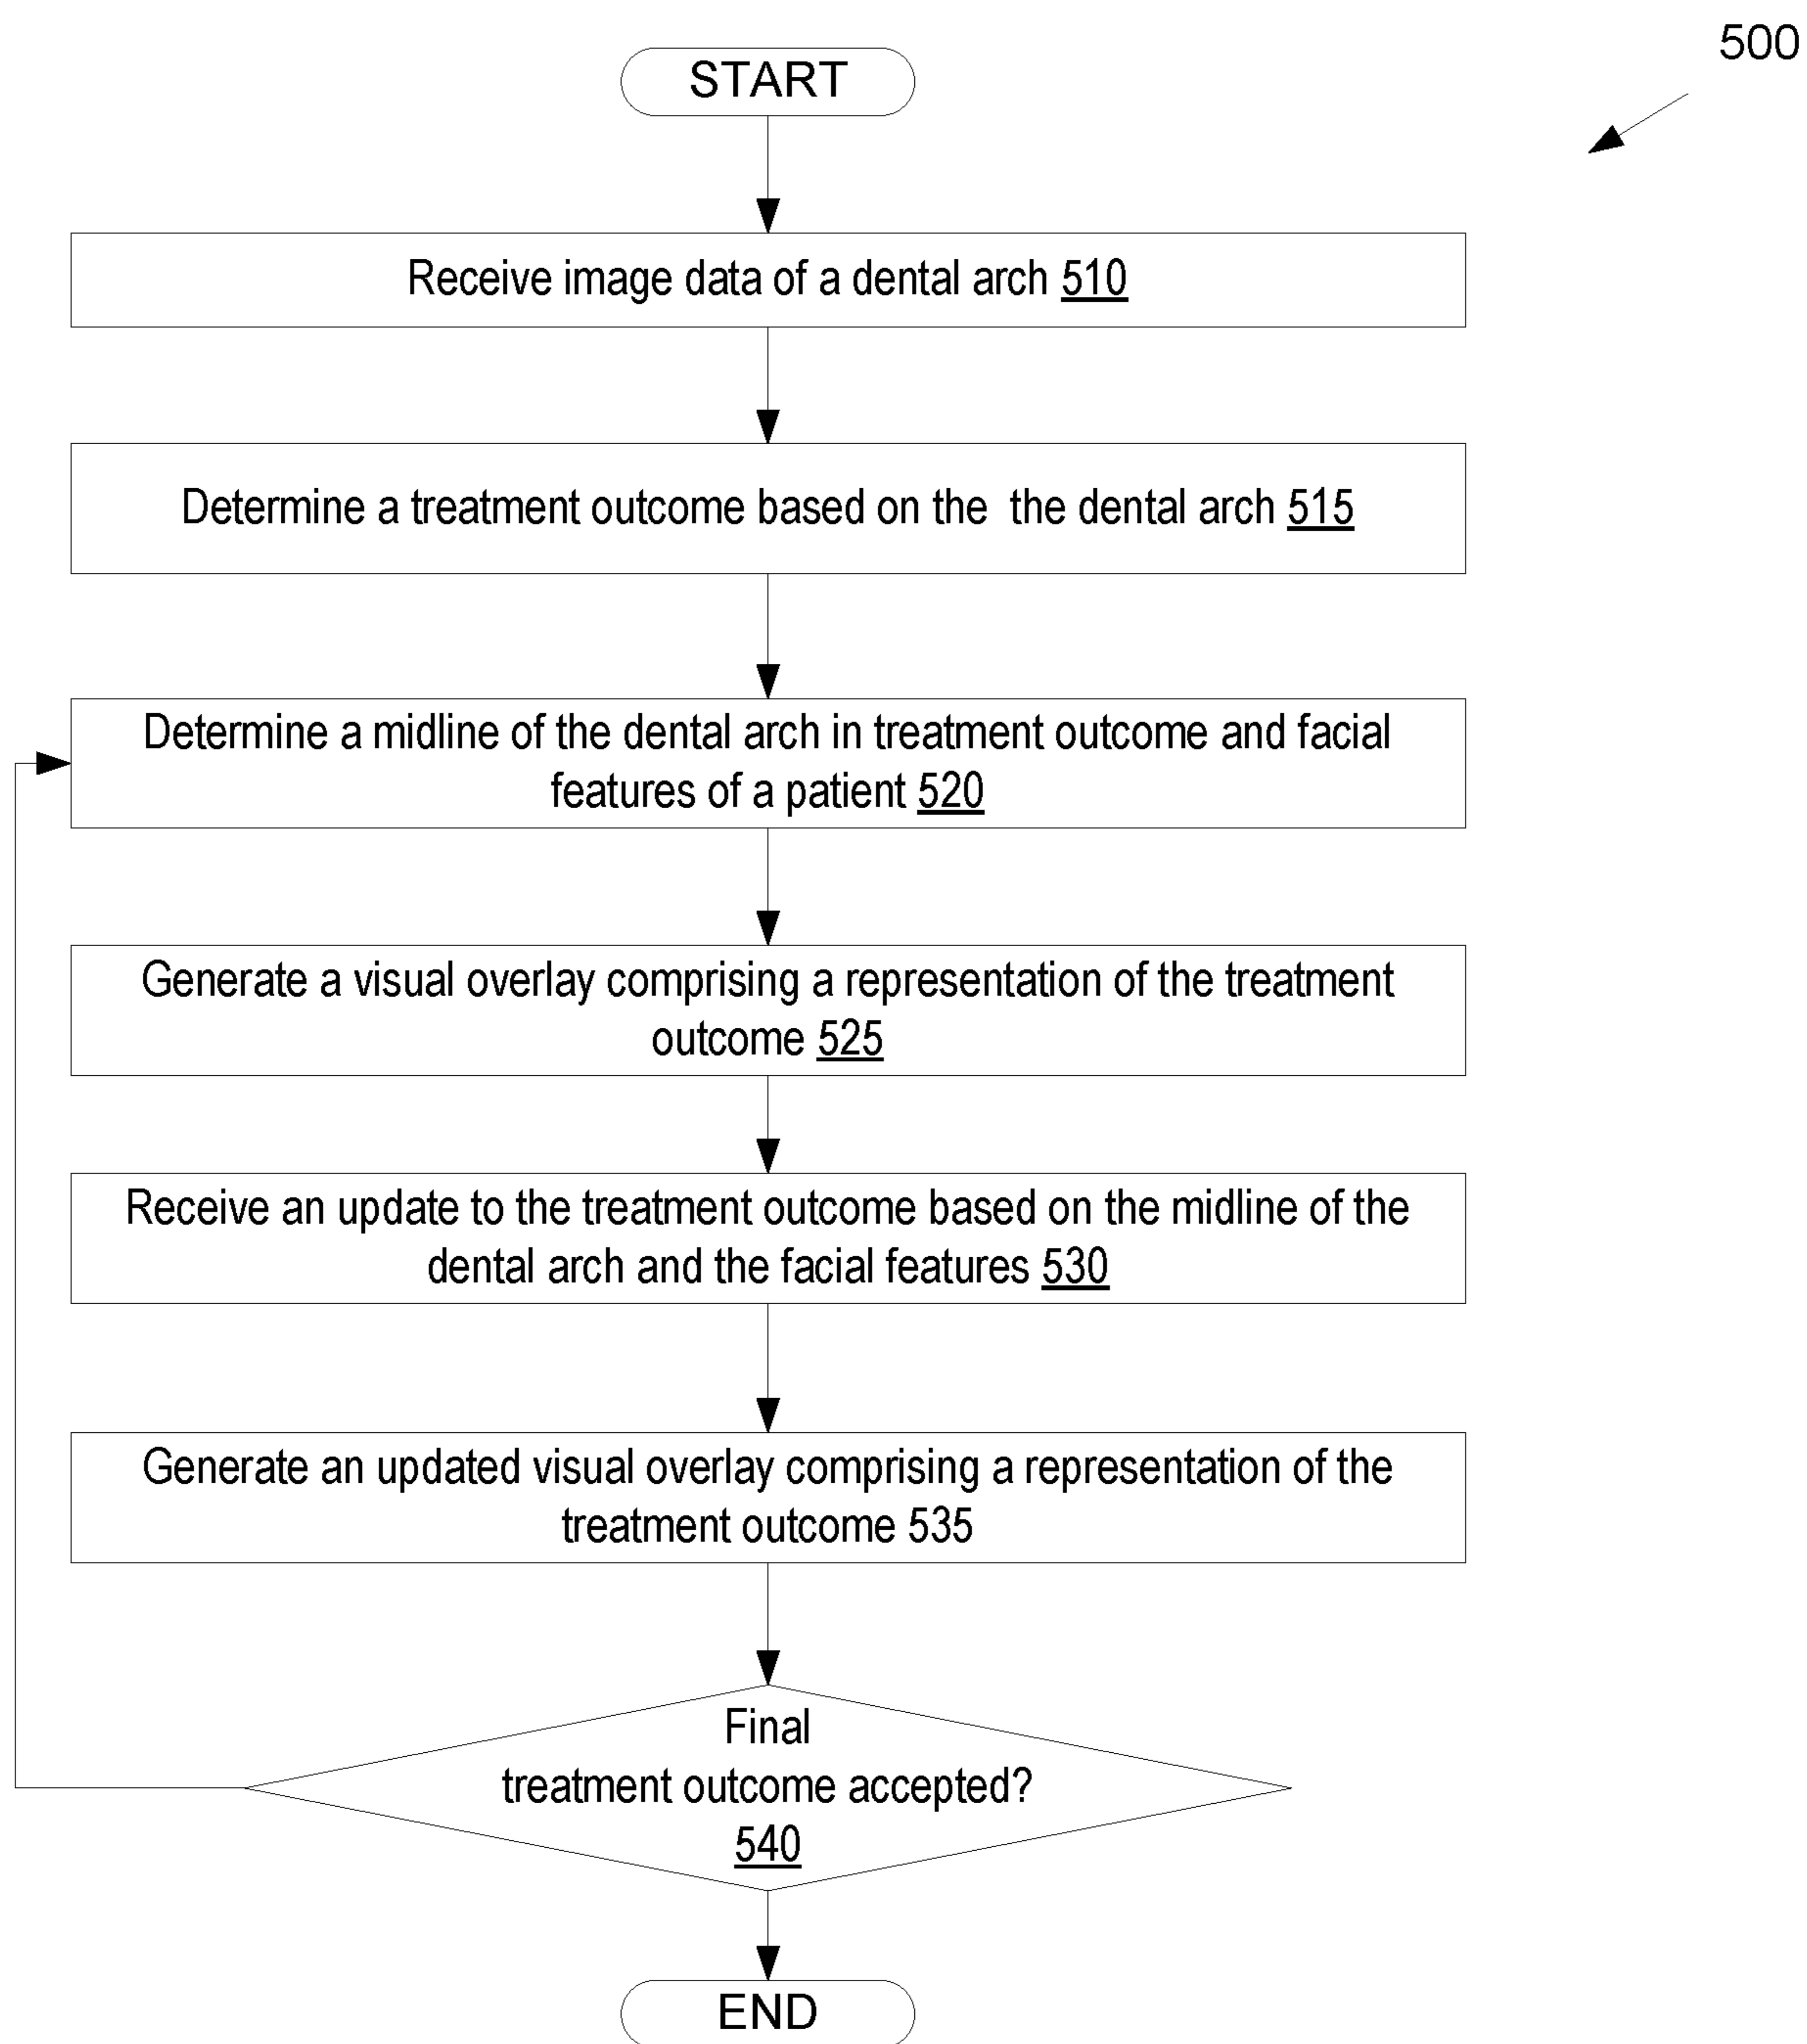 500
START
Receive image data of a dental arch 510
Determine a treatment outcome based on the  the dental arch 515
Determine a midline of the dental arch in treatment outcome and facial
features of a patient 520
Generate a visual overlay comprising a representation of the treatment
outcome 525
Receive an update to the treatment outcome based on the midline of the
dental arch and the facial features 530
Generate an updated visual overlay comprising a representation of the
treatment outcome 535
Final
treatment outcome accepted?
540
END